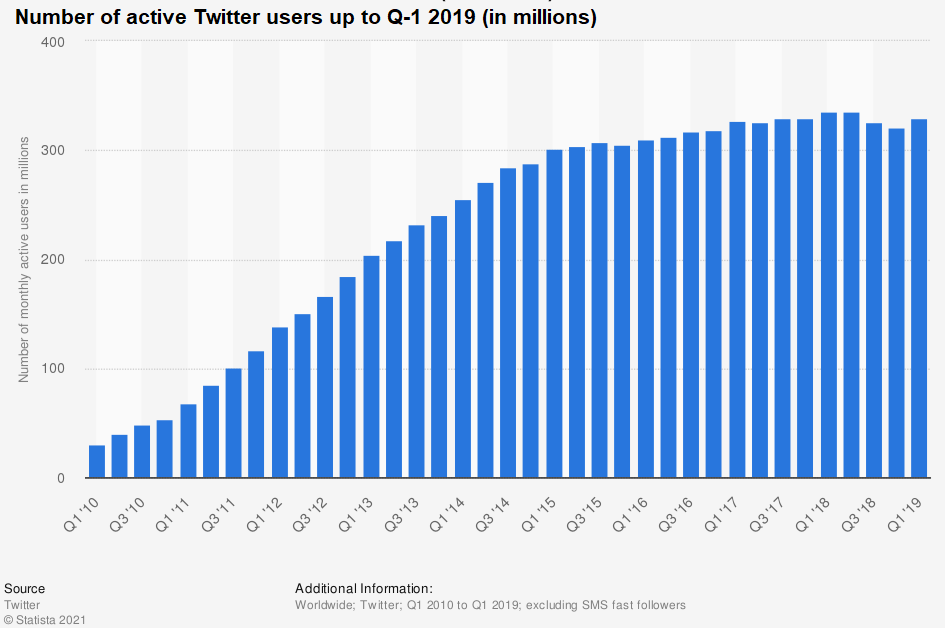 Number of active Twitter users up to Q-1 2019 (in millions)
Number of monthly active users in millions
400
300
200
100
0
Q1 '10
Q3 '10
Q1 '11
Q3 '11
Q1 '12
Q3 '12
Q1 '13
Q3 '13
Q1 '14
Q3 '14
Q1 '15
Q3 '15
Q1 '16
Q3 '16
Q1 '17
Q3 '17
Q1 '18
Q3 '18
Q1 '19
Source
Twitter
© Statista 2021
Additional Information:
Worldwide; Twitter; Q1 2010 to Q1 2019; excluding SMS fast followers